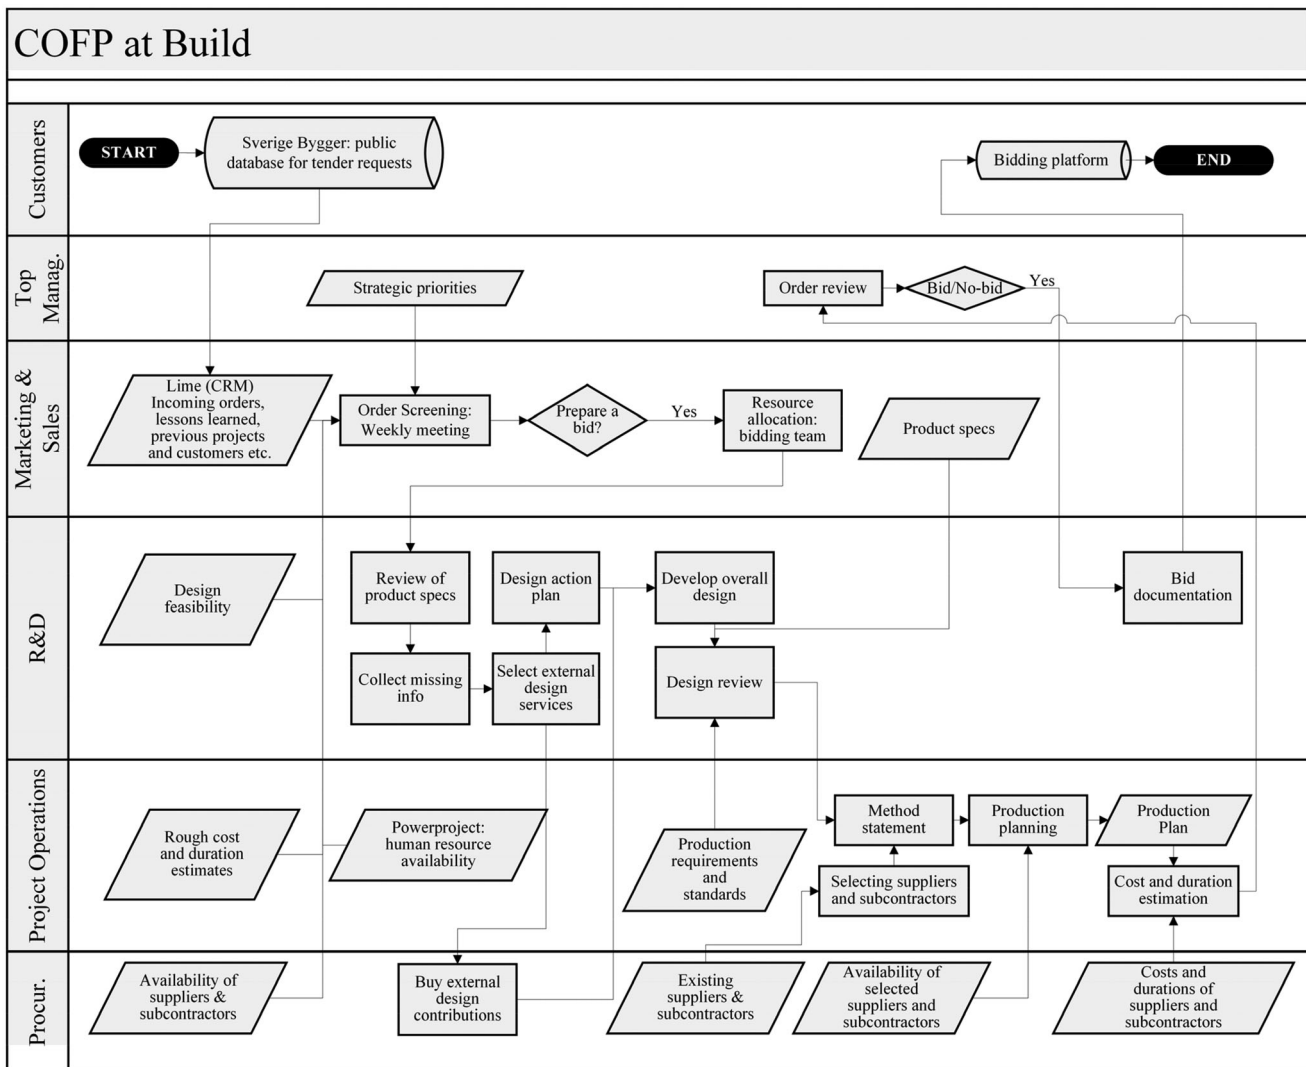 COFP at Build
Customers
START
Sverige Bygger: public
database for tender requests
Bidding platform
END
Top
Manag.
Strategic priorities
Order review
Bid/No-bid
Yes
Marketing &
Sales
Lime (CRM)
Incoming orders,
lessons learned,
previous projects
and customers etc.
Order Screening:
Weekly meeting
Prepare a
bid?
Yes
Resource
allocation:
bidding team
Product specs
R&D
Design
feasibility
Review of
product specs
Design action
plan
Develop overall
design
Bid
documentation
Collect missing
info
Select external
design
services
Design review
Project Operations
Rough cost
and duration
estimates
Powerproject:
human resource
availability
Production
requirements
and
standards
Method
statement
Production
planning
Production
Plan
Selecting suppliers
and subcontractors
Cost and duration
estimation
Procur.
Availability of
suppliers &
subcontractors
Buy external
design
contributions
Existing
suppliers &
subcontractors
Availability of
selected
suppliers and
subcontractors
Costs and
durations of
suppliers and
subcontractors